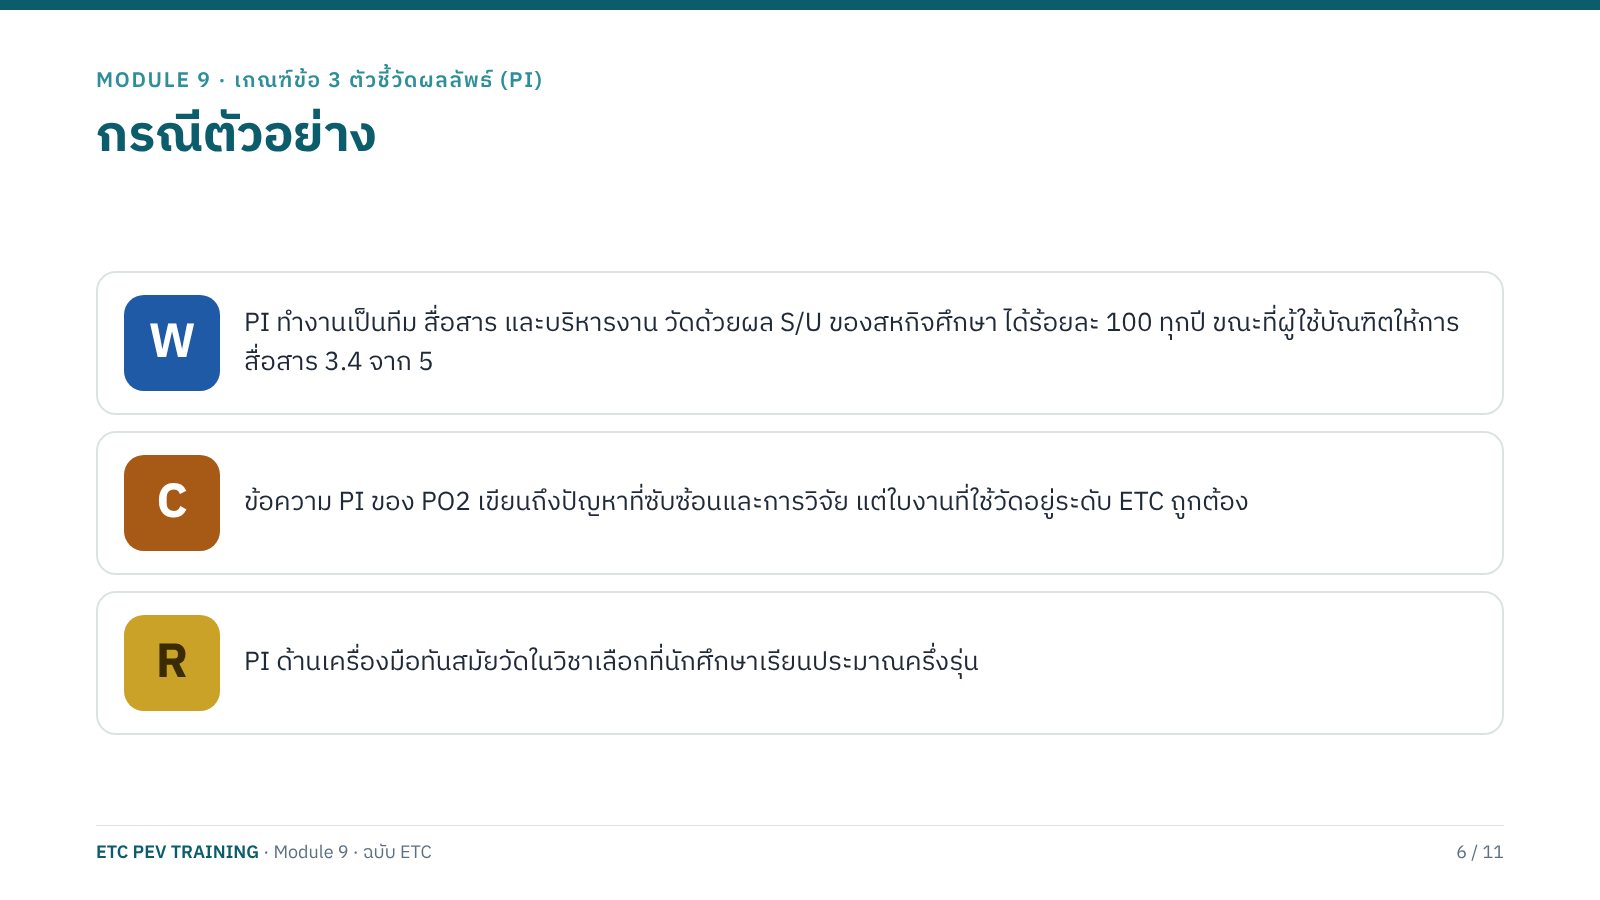 MODULE 9 · เกณฑ์ข้อ 3 ตัวชี้วัดผลลัพธ์ (PI)
กรณีตัวอย่าง
W
PI ทำงานเป็นทีม สื่อสาร และบริหารงาน วัดด้วยผล S/U ของสหกิจศึกษา ได้ร้อยละ 100 ทุกปี ขณะที่ผู้ใช้บัณฑิตให้การ
สื่อสาร 3.4 จาก 5
C
ข้อความ PI ของ PO2 เขียนถึงปัญหาที่ซับซ้อนและการวิจัย แต่ใบงานที่ใช้วัดอยู่ระดับ ETC ถูกต้อง
R
PI ด้านเครื่องมือทันสมัยวัดในวิชาเลือกที่นักศึกษาเรียนประมาณครึ่งรุ่น
ETC PEV TRAINING · Module 9 · ฉบับ ETC
6 / 11